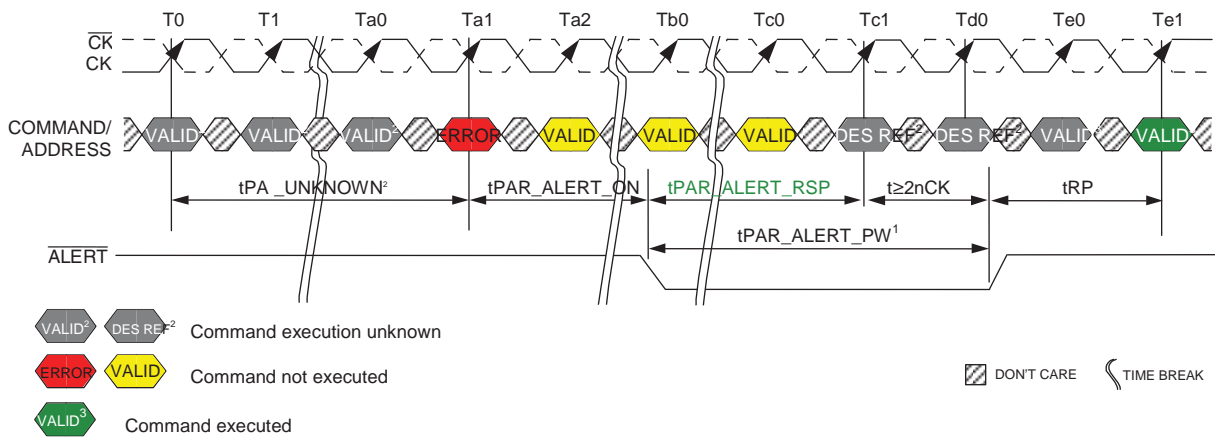 T0 T1 Ta0 Ta1 Ta2 Tb0 Tc0 Tc1 Td0 Te0 Te1
CK
CK
COMMAND/
ADDRESS
VALID² VALID² VALID² ERROR VALID VALID VALID DES REF² DES REF² VALID VALID³
tPA _UNKNOWN² tPAR_ALERT_ON tPAR_ALERT_RSP t≥2nCK tRP
tPAR_ALERT_PW¹
ALERT
VALID² DES REF² Command execution unknown
ERROR VALID Command not executed
DON'T CARE TIME BREAK
VALID³ Command executed